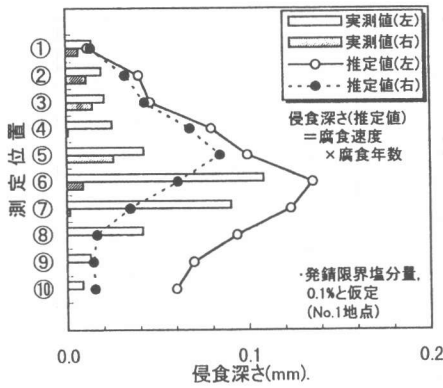 実測値(左)
実測値(右)
推定値(左)
推定値(右)
侵食深さ(推定値)
＝腐食速度
×腐食年数
測定位置
①
②
③
④
⑤
⑥
⑦
⑧
⑨
⑩
・発錆限界塩分量,
0.1%と仮定
(No.1地点)
0.0 0.1 0.2
侵食深さ(mm).